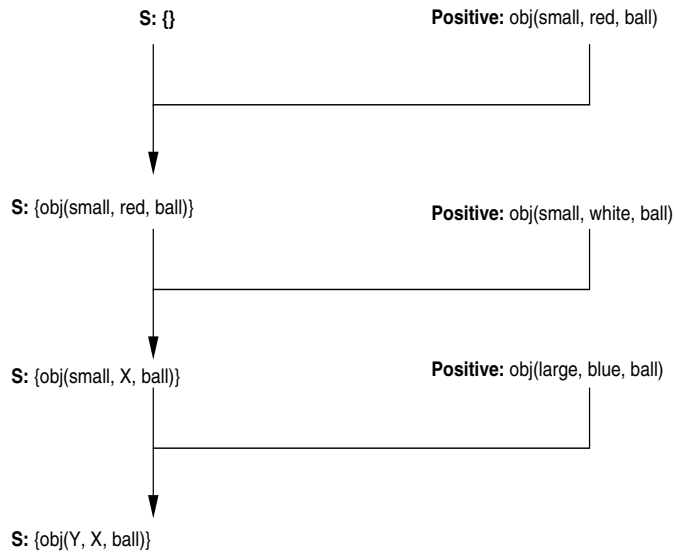 S: {}
Positive: obj(small, red, ball)
S: {obj(small, red, ball)}
Positive: obj(small, white, ball)
S: {obj(small, X, ball)}
Positive: obj(large, blue, ball)
S: {obj(Y, X, ball)}